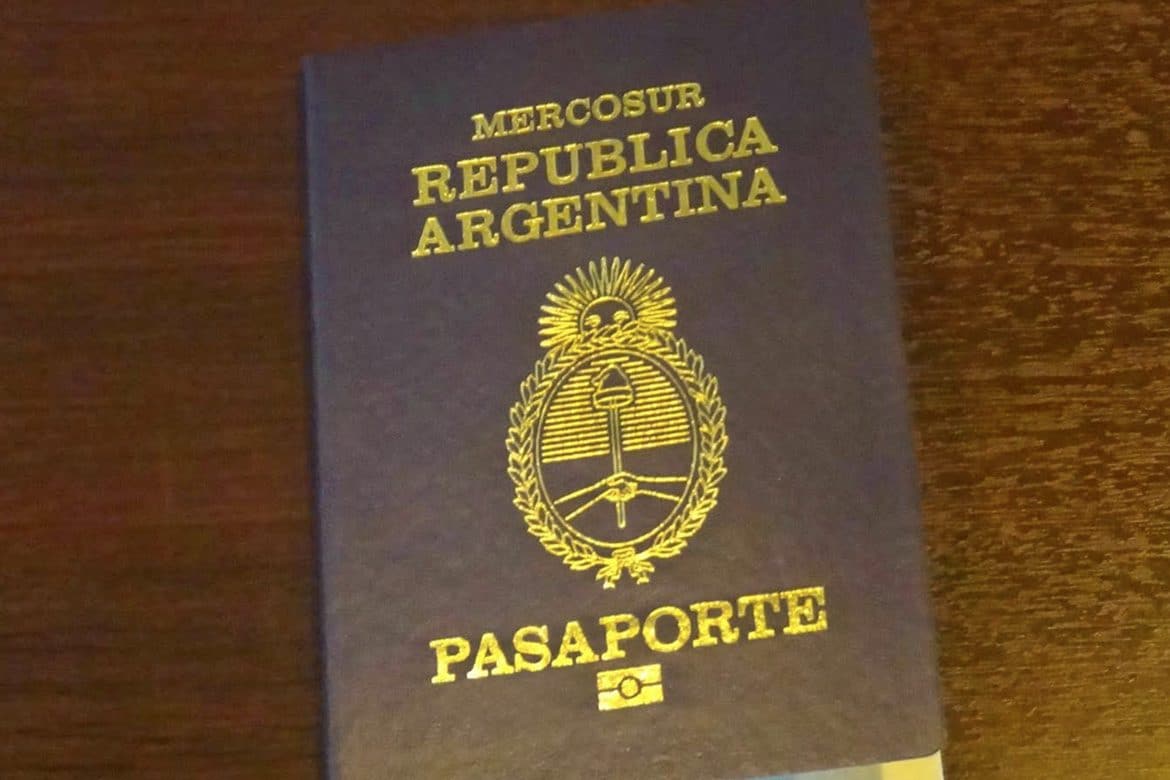 MERCOSUR
REPUBLICA
ARGENTINA
PASAPORTE